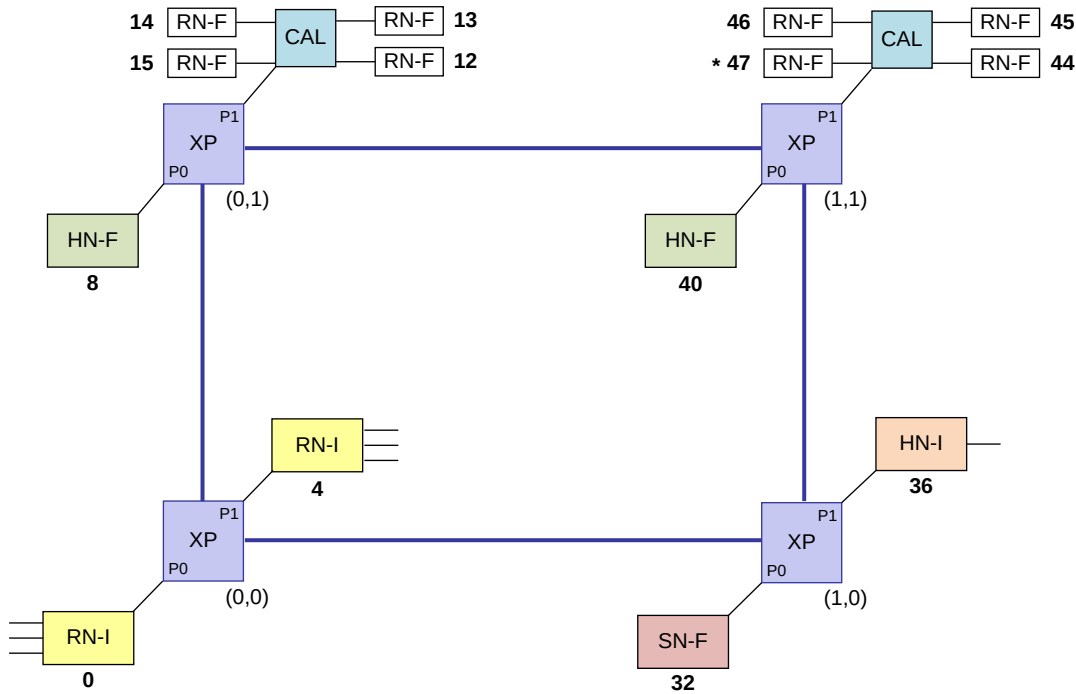 14 RN-F CAL RN-F 13
15 RN-F RN-F 12
46 RN-F CAL RN-F 45
* 47 RN-F RN-F 44
P1
XP
P0
(0,1)
P1
XP
P0
(1,1)
HN-F
8
HN-F
40
RN-I
4
HN-I
36
P1
XP
P0
(0,0)
P1
XP
P0
(1,0)
RN-I
0
SN-F
32